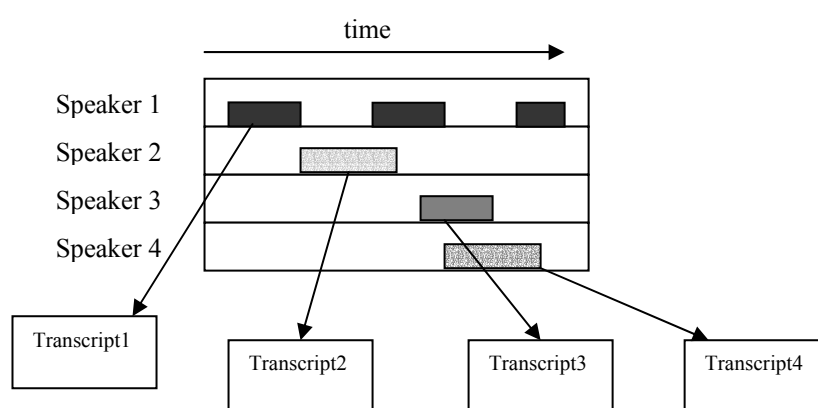 time
Speaker 1
Speaker 2
Speaker 3
Speaker 4
Transcript1
Transcript2
Transcript3
Transcript4